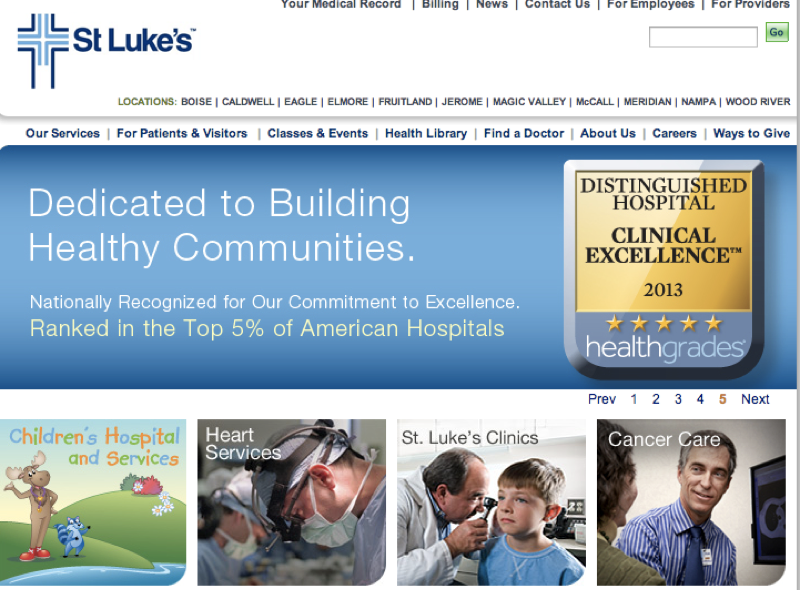 Your Medical Record | Billing | News | Contact Us | For Employees | For Providers
St Luke's™
Go
LOCATIONS: BOISE | CALDWELL | EAGLE | ELMORE | FRUITLAND | JEROME | MAGIC VALLEY | McCALL | MERIDIAN | NAMPA | WOOD RIVER
Our Services | For Patients & Visitors | Classes & Events | Health Library | Find a Doctor | About Us | Careers | Ways to Give
Dedicated to Building
Healthy Communities.
Nationally Recognized for Our Commitment to Excellence.
Ranked in the Top 5% of American Hospitals
DISTINGUISHED
HOSPITAL
CLINICAL
EXCELLENCE™
2013
healthgrades
Prev 1 2 3 4 5 Next
Children's Hospital
and Services
Heart
Services
St. Luke's Clinics
Cancer Care